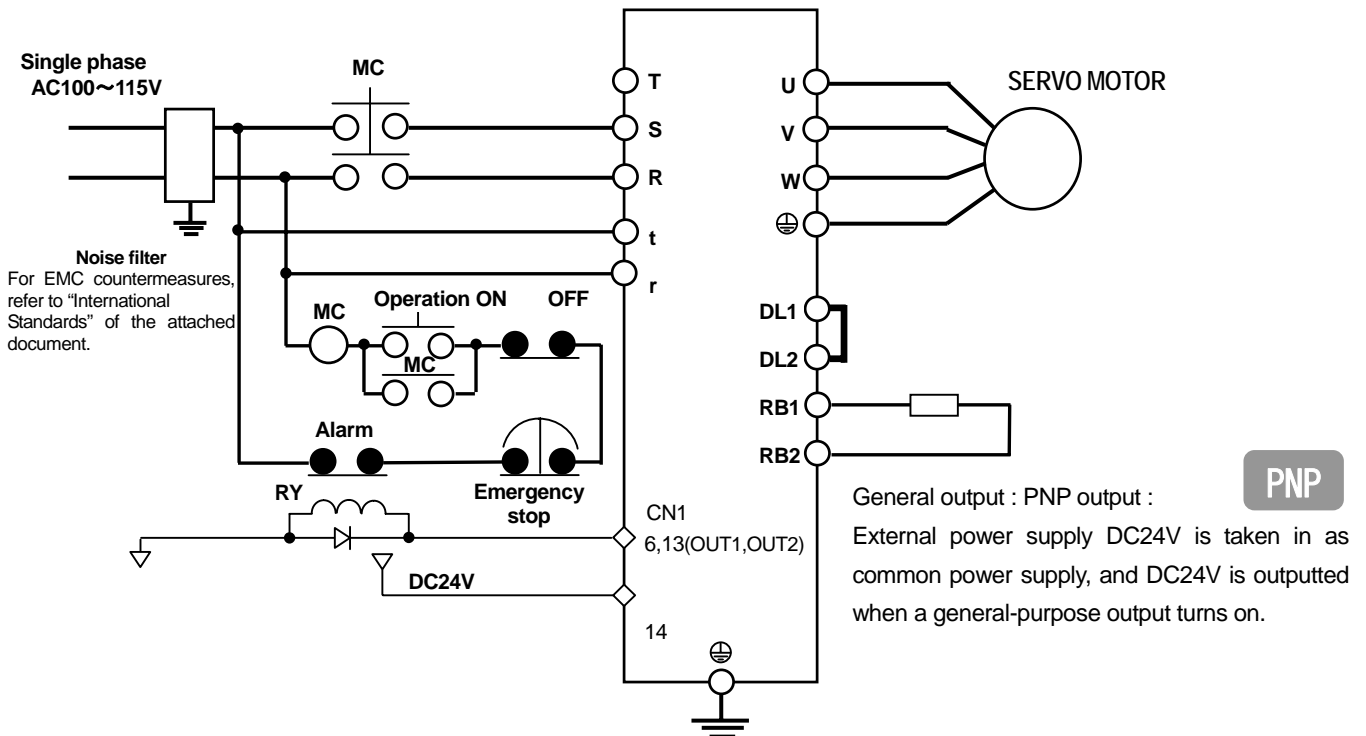 Single phase
AC100～115V
MC
T
S
R
t
r
U
V
W
SERVO MOTOR
Noise filter
For EMC countermeasures,
refer to “International
Standards” of the attached
document.
MC
Operation ON
OFF
MC
DL1
DL2
RB1
RB2
Alarm
Emergency
stop
RY
DC24V
CN1
6,13(OUT1,OUT2)
14
PNP
General output : PNP output :
External power supply DC24V is taken in as
common power supply, and DC24V is outputted
when a general-purpose output turns on.